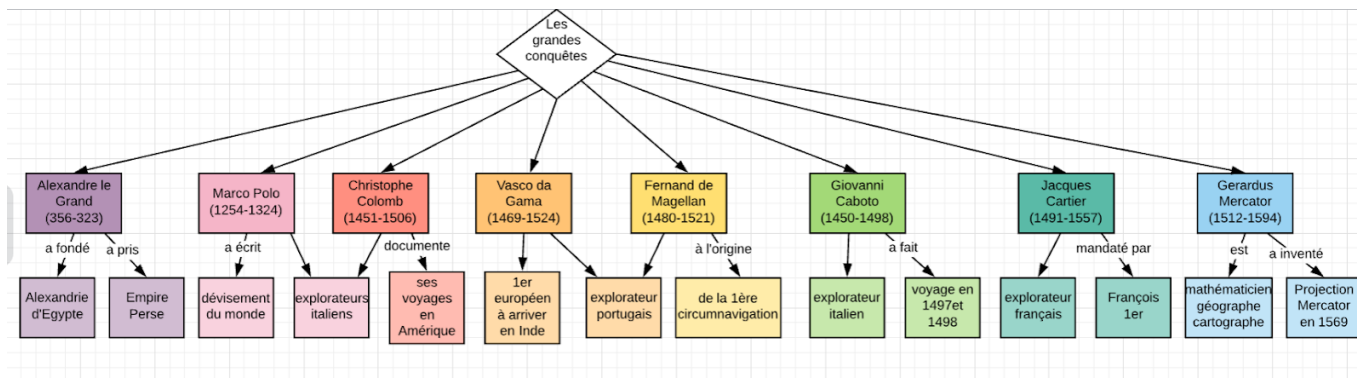 Les
grandes
conquêtes
Alexandre le
Grand
(356-323)
Marco Polo
(1254-1324)
Christophe
Colomb
(1451-1506)
Vasco da
Gama
(1469-1524)
Fernand de
Magellan
(1480-1521)
Giovanni
Caboto
(1450-1498)
Jacques
Cartier
(1491-1557)
Gerardus
Mercator
(1512-1594)
a fondé
a pris
a écrit
documente
à l'origine
a fait
mandaté par
est
a inventé
Alexandrie
d'Egypte
Empire
Perse
dévisement
du monde
explorateurs
italiens
ses
voyages
en
Amérique
1er
européen
à arriver
en Inde
explorateur
portugais
de la 1ère
circumnavigation
explorateur
italien
voyage en
1497et
1498
explorateur
français
François
1er
mathématicien
géographe
cartographe
Projection
Mercator
en 1569